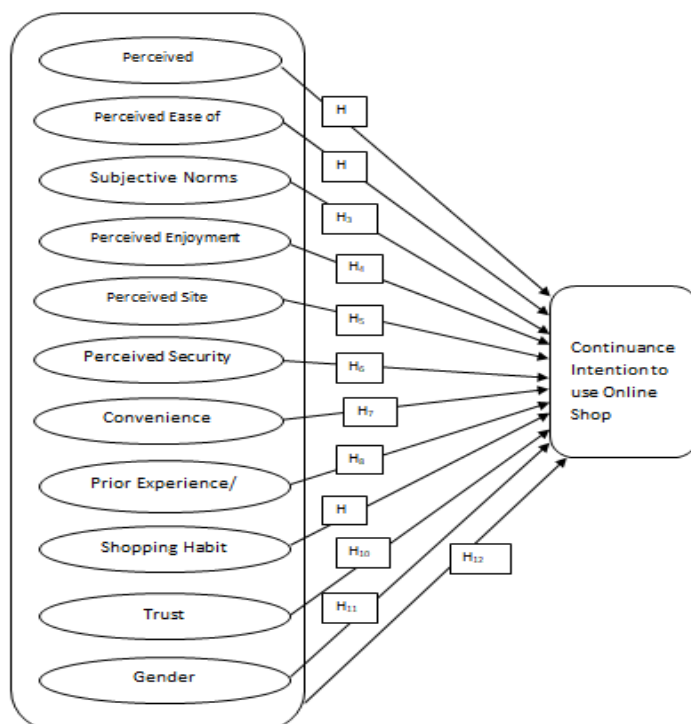 Perceived
H
Perceived Ease of
H
Subjective Norms
H₃
Perceived Enjoyment
H₄
Perceived Site
H₅
Perceived Security
H₆
Continuance
Intention to
use Online
Shop
Convenience
H₇
Prior Experience/
H₈
H
Shopping Habit
H₁₀
H₁₂
Trust
H₁₁
Gender